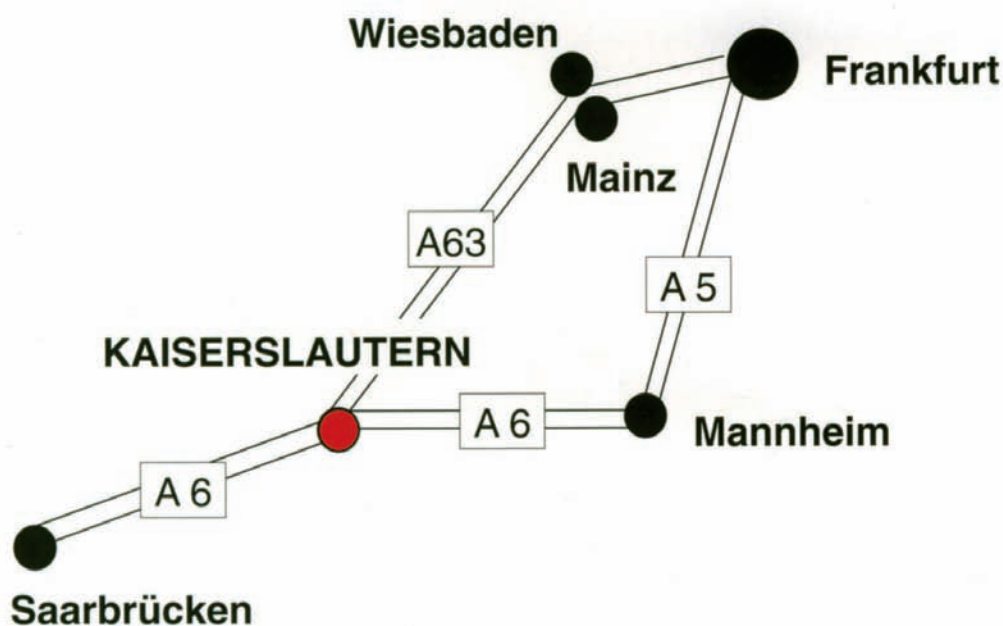 Wiesbaden
Frankfurt
Mainz
A63
A 5
KAISERSLAUTERN
A 6
Mannheim
A 6
Saarbrücken